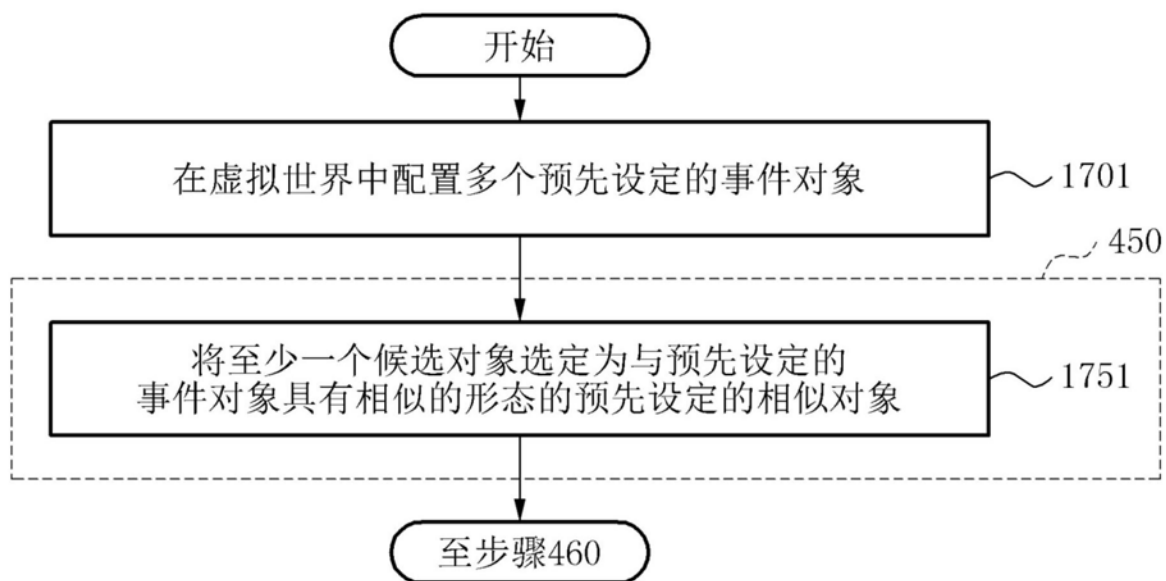 开始
在虚拟世界中配置多个预先设定的事件对象
1701
450
将至少一个候选对象选定为与预先设定的
事件对象具有相似的形态的预先设定的相似对象
1751
至步骤460